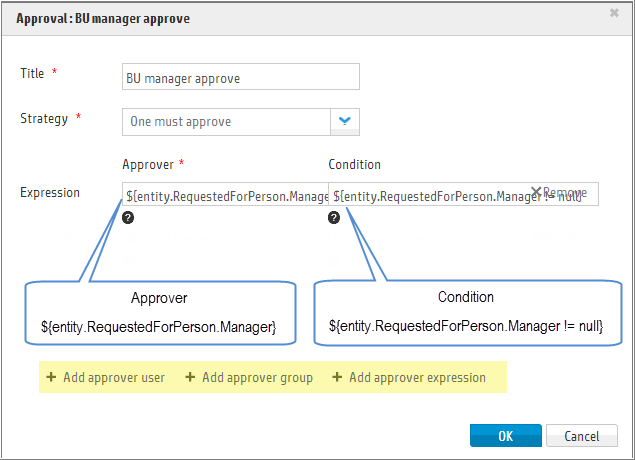 Approval : BU manager approve
Title *
BU manager approve
Strategy *
One must approve
Approver * Condition
Expression ${entity.RequestedForPerson.Manage ${entity.RequestedForPerson.Manager != null} Remove
? ?
Approver
${entity.RequestedForPerson.Manager}
Condition
${entity.RequestedForPerson.Manager != null}
+ Add approver user + Add approver group + Add approver expression
OK Cancel